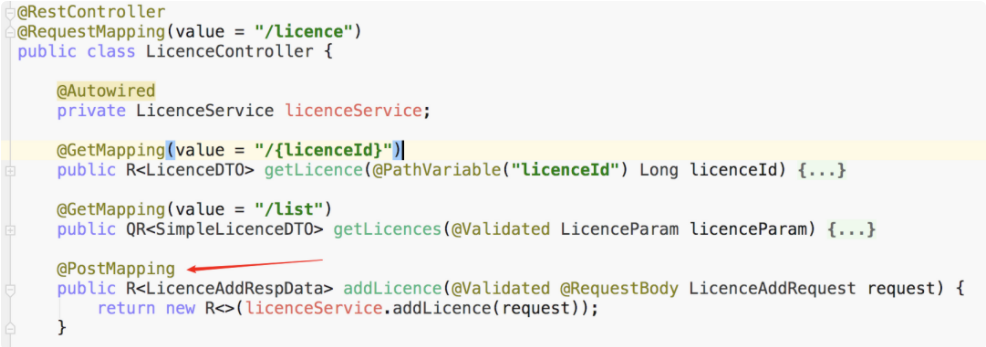 @RestController
@RequestMapping(value = "/licence")
public class LicenceController {
@Autowired
private LicenceService licenceService;
@GetMapping(value = "/{licenceId}")
public R<LicenceDTO> getLicence(@PathVariable("licenceId") Long licenceId) {...}
@GetMapping(value = "/list")
public QR<SimpleLicenceDTO> getLicences(@Validated LicenceParam licenceParam) {...}
@PostMapping
public R<LicenceAddRespData> addLicence(@Validated @RequestBody LicenceAddRequest request) {
return new R<>(licenceService.addLicence(request));
}